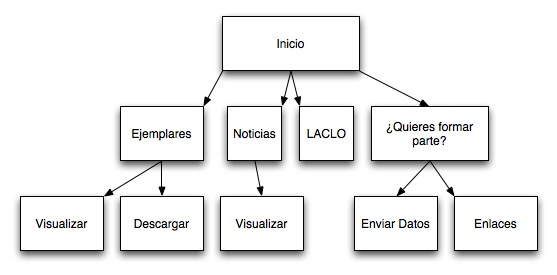 Inicio
Ejemplares
Noticias
LACLO
¿Quieres formar
parte?
Visualizar
Descargar
Visualizar
Enviar Datos
Enlaces